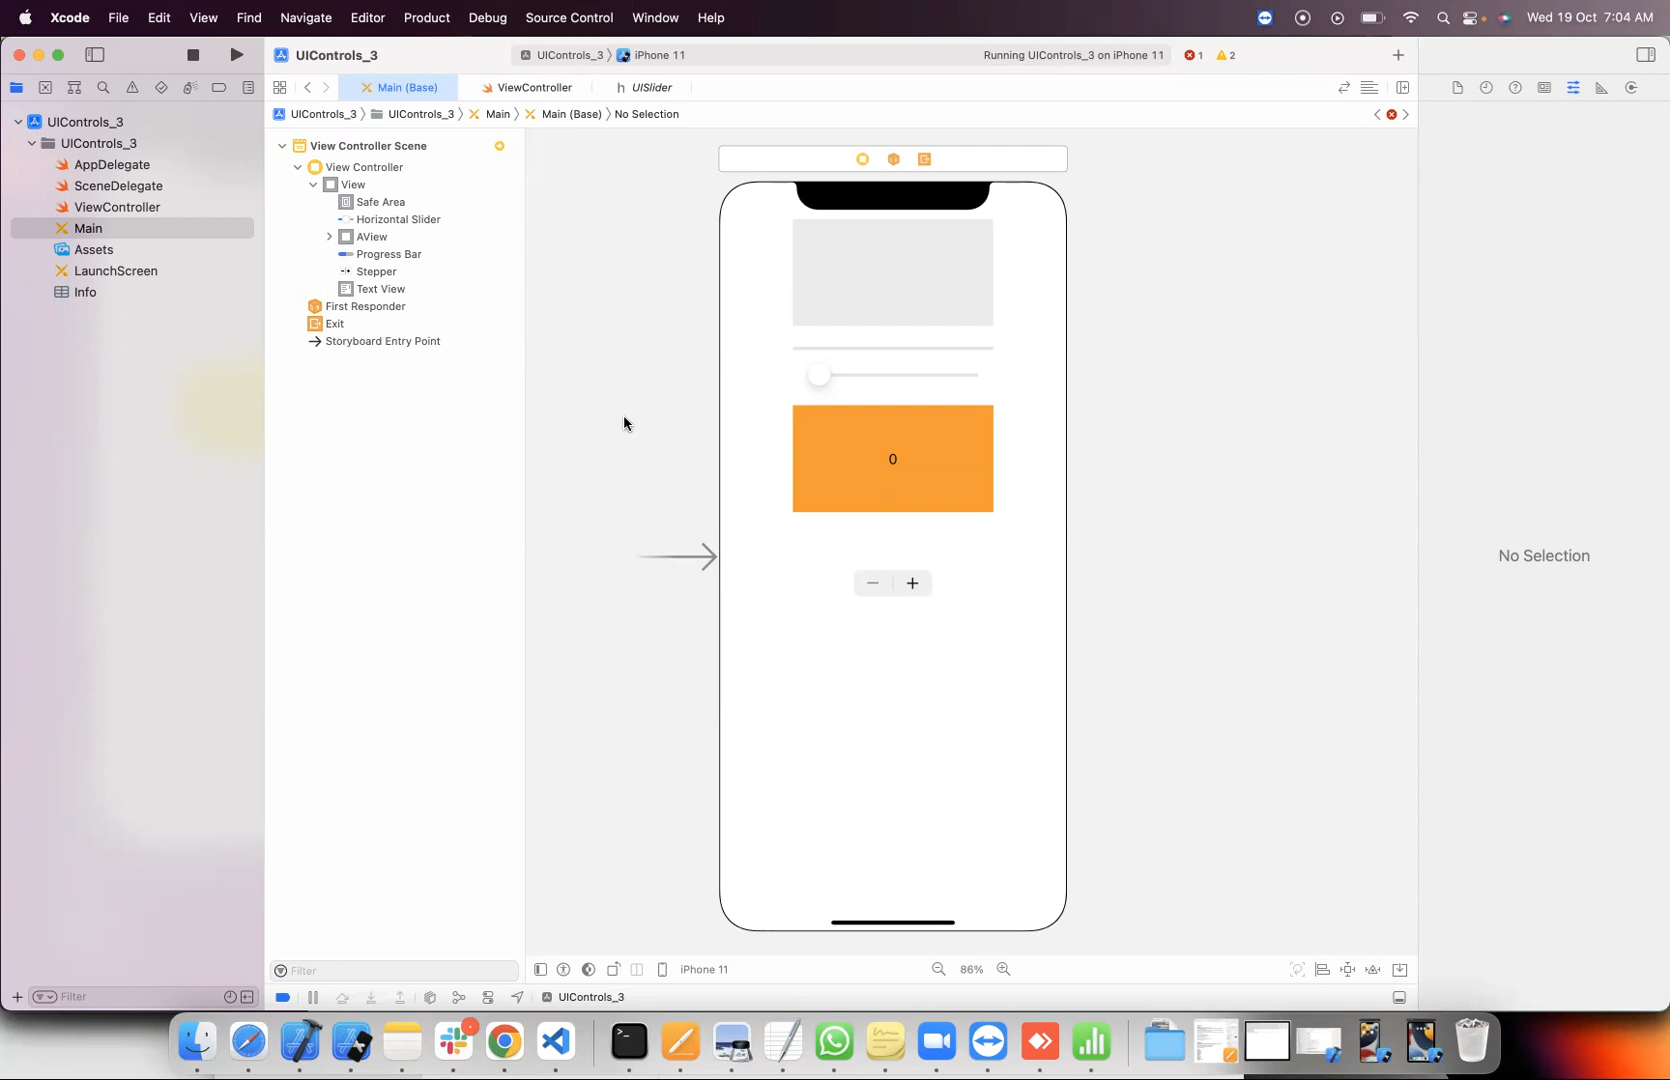 Xcode File Edit View Find Navigate Editor Product Debug Source Control Window Help Wed 19 Oct 7:04 AM
UIControls_3 UIControls_3 iPhone 11 Running UIControls_3 on iPhone 11 1 2
Main (Base) ViewController UISlider
UIControls_3 UIControls_3 Main Main (Base) No Selection
UIControls_3
UIControls_3
AppDelegate
SceneDelegate
ViewController
Main
Assets
LaunchScreen
Info
View Controller Scene
View Controller
View
Safe Area
Horizontal Slider
AView
Progress Bar
Stepper
Text View
First Responder
Exit
Storyboard Entry Point
0
No Selection
Filter
iPhone 11
86%
Filter
UIControls_3